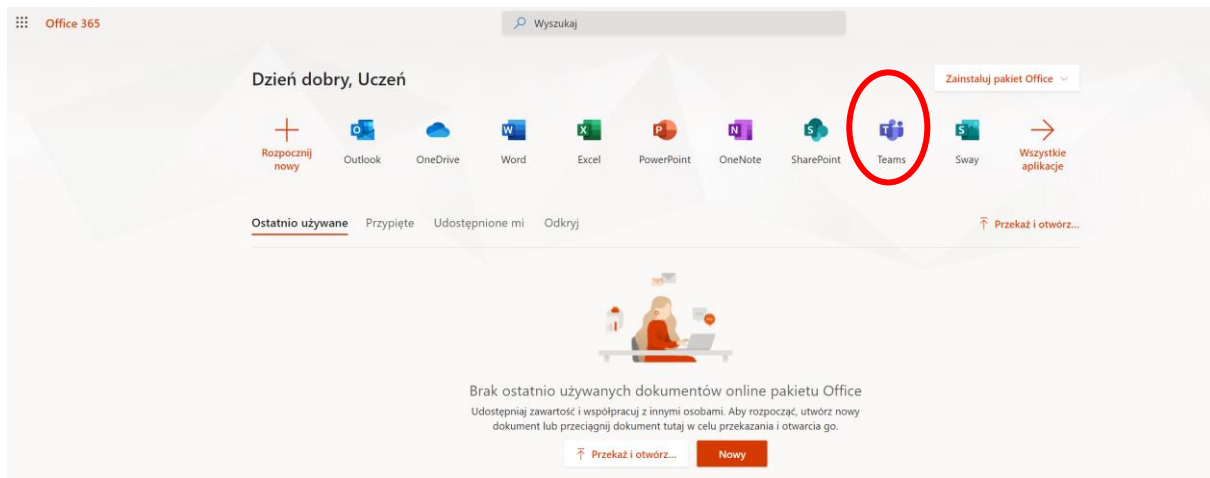 Office 365
Wyszukaj
Dzień dobry, Uczeń
Zainstaluj pakiet Office
Rozpocznij
nowy
Outlook
OneDrive
Word
Excel
PowerPoint
OneNote
SharePoint
Teams
Sway
Wszystkie
aplikacje
Ostatnio używane Przypięte Udostępnione mi Odkryj
Przekaż i otwórz...
Brak ostatnio używanych dokumentów online pakietu Office
Udostępniaj zawartość i współpracuj z innymi osobami. Aby rozpocząć, utwórz nowy
dokument lub przeciągnij dokument tutaj w celu przekazania i otwarcia go.
Przekaż i otwórz...
Nowy